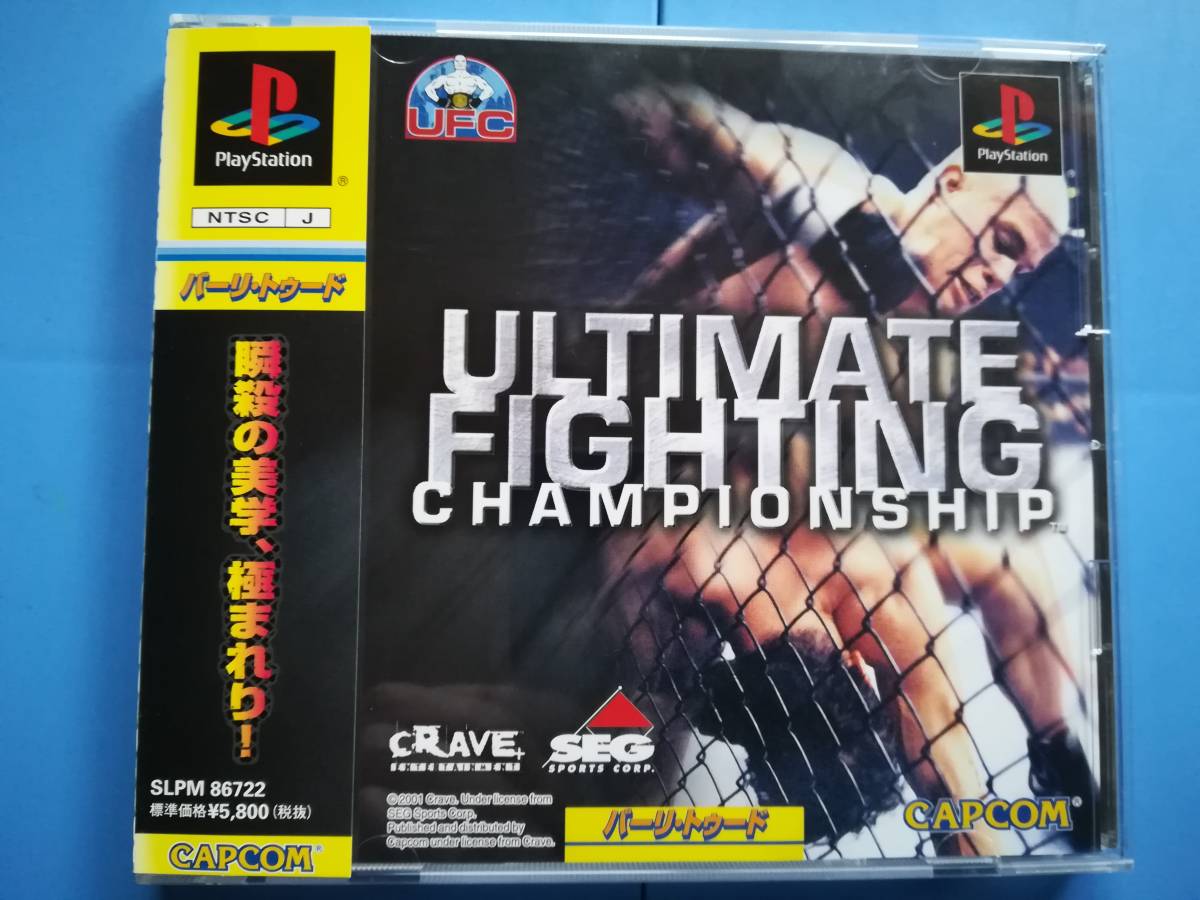 PlayStation
®
NTSC J
バーリ・トゥード
瞬殺の美学、極まれり!
SLPM 86722
標準価格¥5,800(税抜)
CAPCOM®
UFC
PlayStation
ULTIMATE
FIGHTING
CHAMPIONSHIP™
CRAVE
ENTERTAINMENT
SEG
SPORTS CORP.
© 2001 Crave. Under license from
SEG Sports Corp.
Published and distributed by
Capcom under license from Crave.
バーリ・トゥード
CAPCOM®